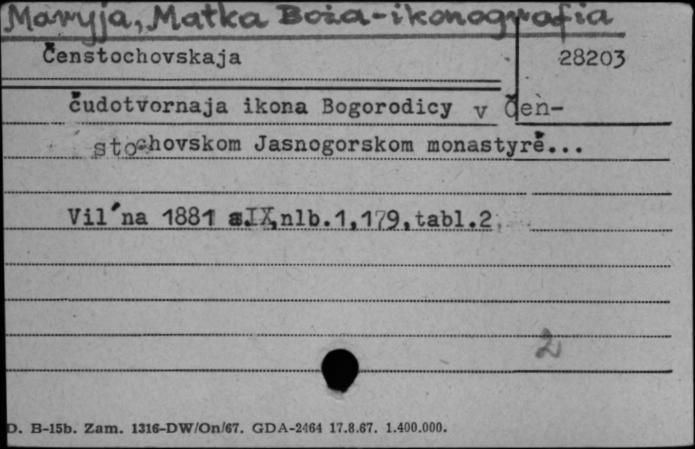 Maryja, Matka Boża-ikonografia
Čenstochovskaja 28203
čudotvornaja ikona Bogorodicy v Čen-
stochovskom Jasnogorskom monastyrě...
Vil'na 1881 s.IX,nlb.1,179,tabl.2
2
D. B-15b. Zam. 1316-DW/On/67. GDA-2464 17.8.67. 1.400.000.